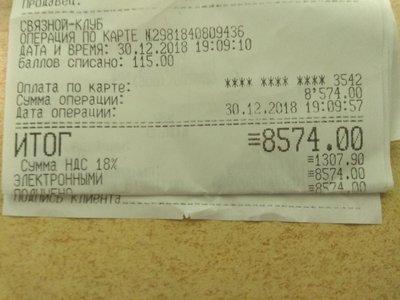 Продавец:
СВЯЗНОЙ-КЛУБ
ОПЕРАЦИЯ ПО КАРТЕ N2981840809436
ДАТА И ВРЕМЯ: 30.12.2018 19:09:10
баллов списано: 115.00
Оплата по карте: **** **** **** 3542
Сумма операции: 8'574.00
Дата операции: 30.12.2018 19:09:57
ИТОГ ≡8574.00
Сумма НДС 18% ≡1307.90
ЭЛЕКТРОННЫМИ ≡8574.00
≡8574.00
ПОДПИСЬ клиента